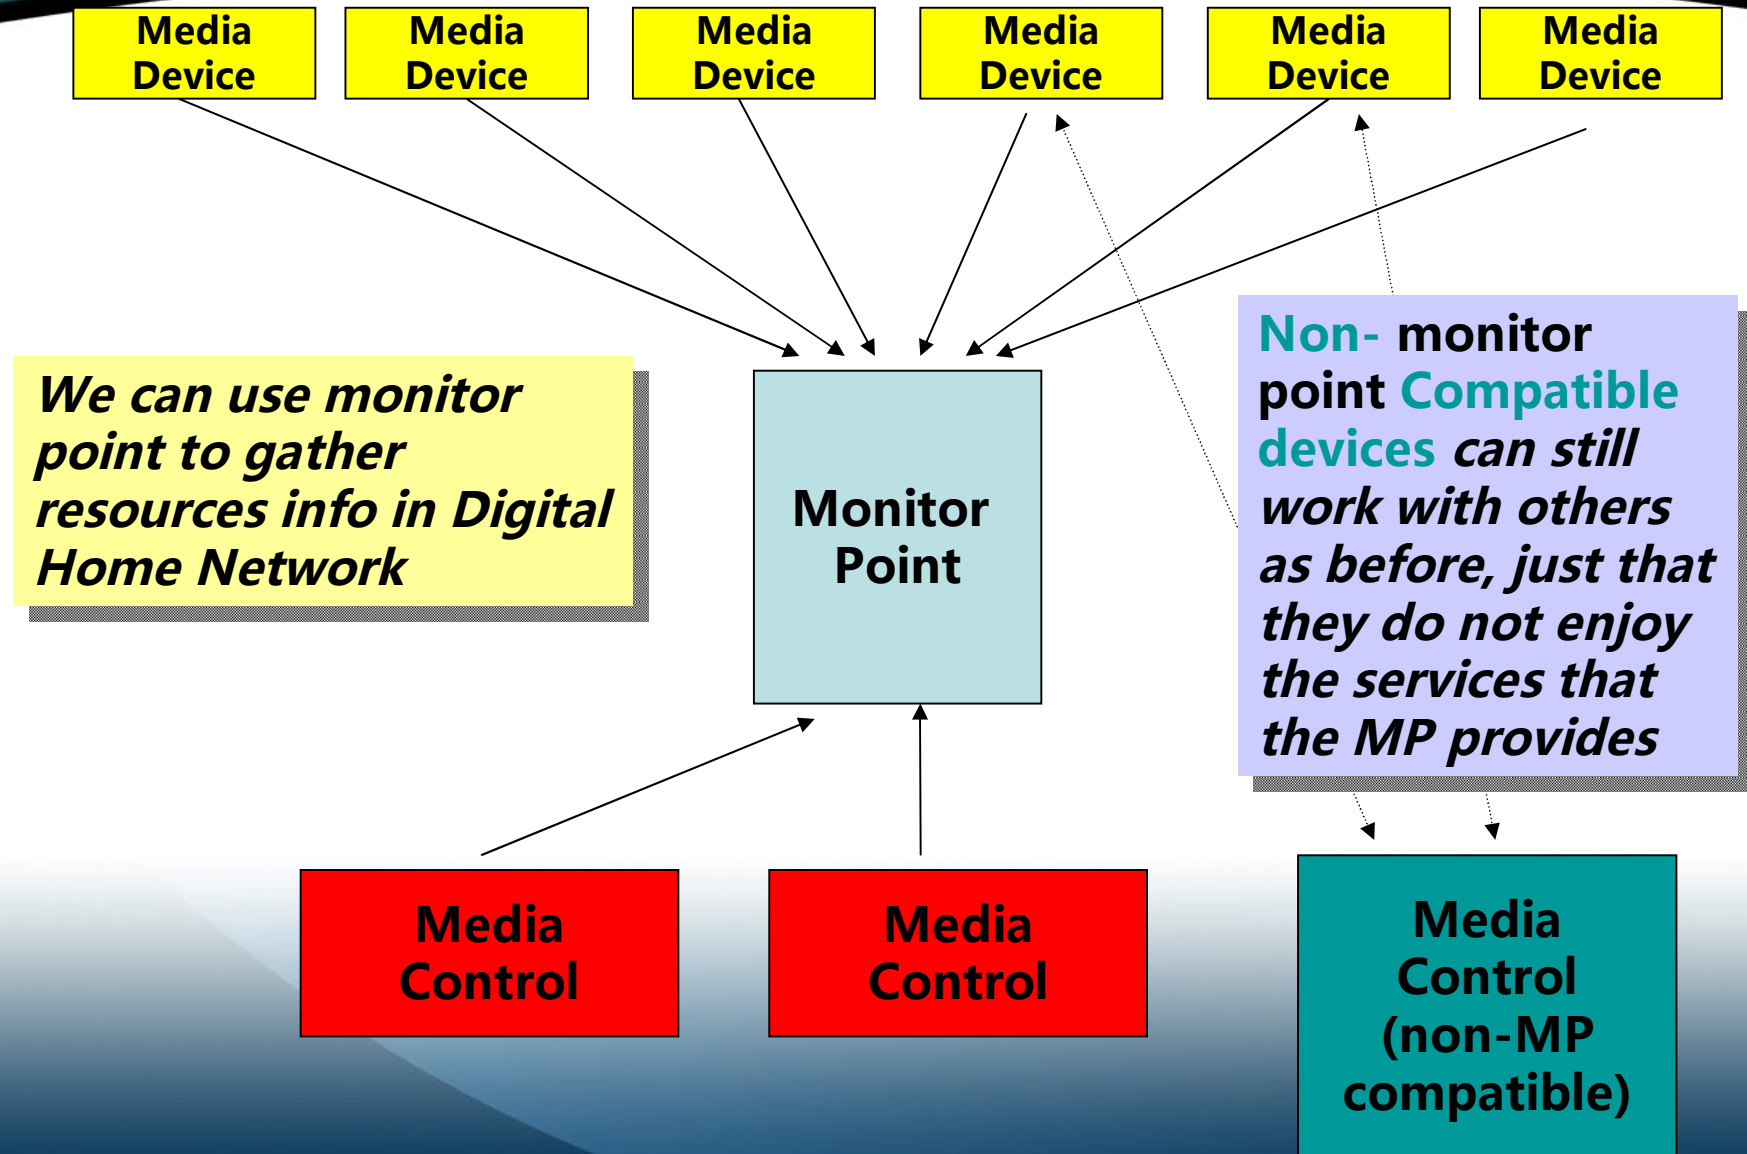 Media
Device
Media
Device
Media
Device
Media
Device
Media
Device
Media
Device
We can use monitor
point to gather
resources info in Digital
Home Network
Monitor
Point
Non- monitor
point Compatible
devices can still
work with others
as before, just that
they do not enjoy
the services that
the MP provides
Media
Control
Media
Control
Media
Control
(non-MP
compatible)